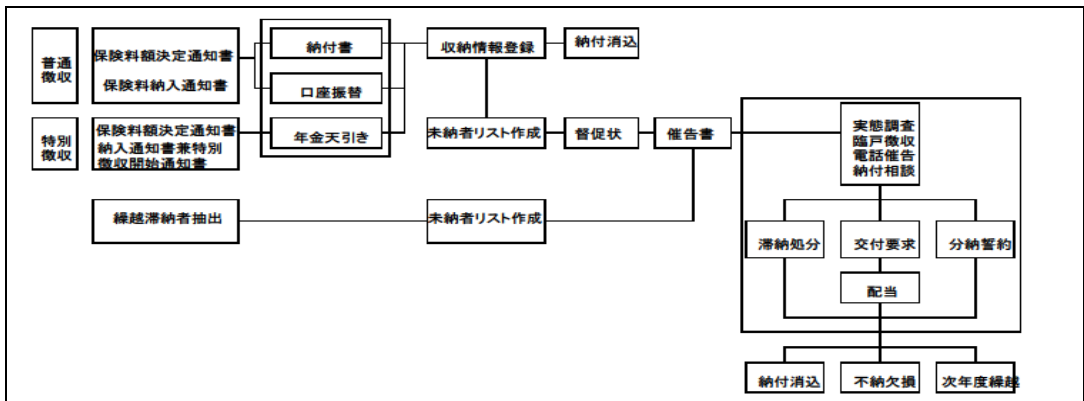 普通
徴収
保険料額決定通知書
保険料納入通知書
納付書
口座振替
収納情報登録
納付消込
特別
徴収
保険料額決定通知書
納入通知書兼特別
徴収開始通知書
年金天引き
未納者リスト作成
督促状
催告書
実態調査
臨戸徴収
電話催告
納付相談
繰越滞納者抽出
未納者リスト作成
滞納処分
交付要求
分納誓約
配当
納付消込
不納欠損
次年度繰越